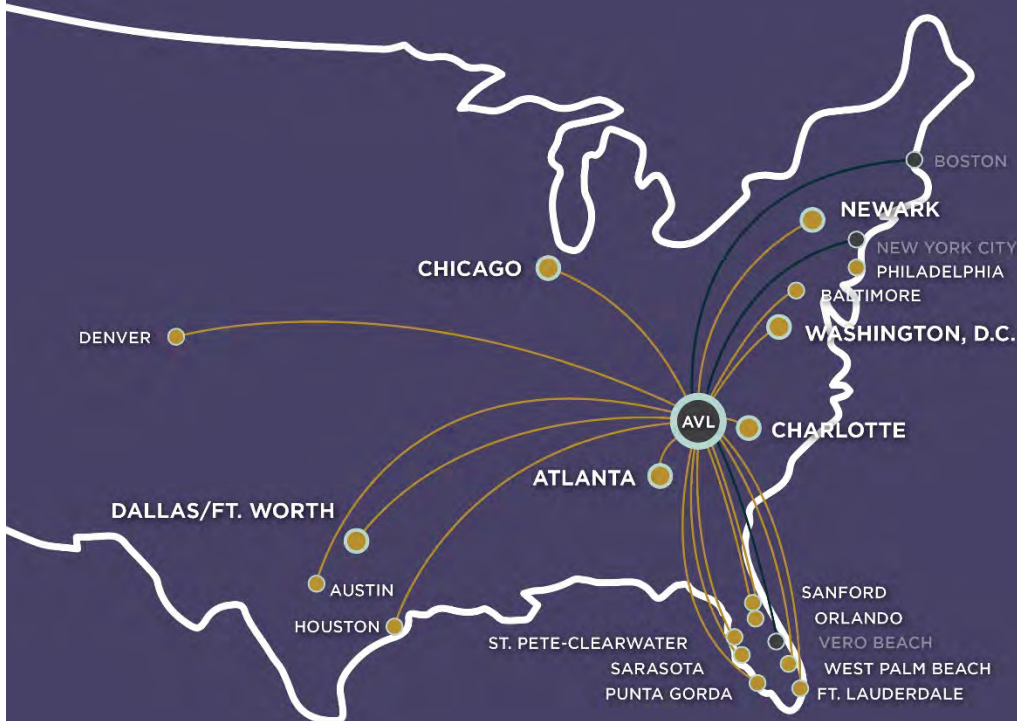 BOSTON
NEWARK
NEW YORK CITY
CHICAGO
PHILADELPHIA
BALTIMORE
DENVER
WASHINGTON, D.C.
AVL
CHARLOTTE
ATLANTA
DALLAS/FT. WORTH
AUSTIN
SANFORD
HOUSTON
ORLANDO
ST. PETE-CLEARWATER
VERO BEACH
SARASOTA
WEST PALM BEACH
PUNTA GORDA
FT. LAUDERDALE